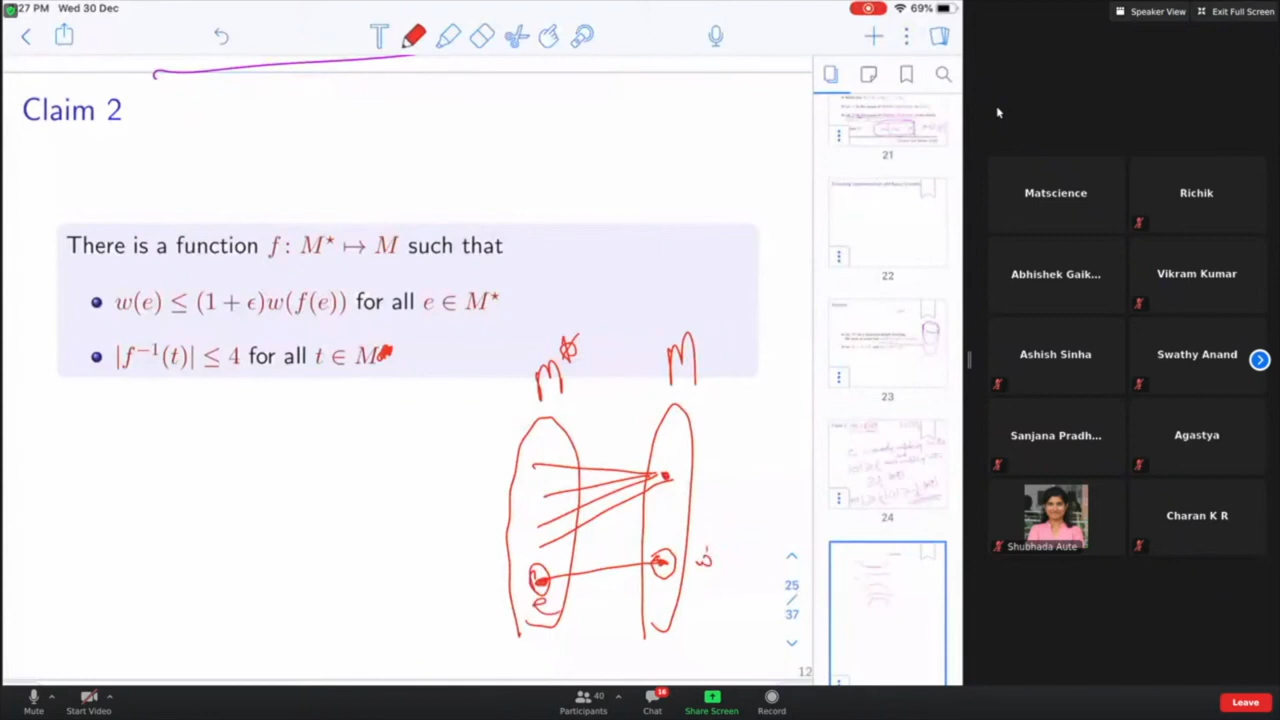 27 PM Wed 30 Dec
69%
Speaker View
Exit Full Screen
Claim 2
There is a function f: M* ↦ M such that
w(e) ≤ (1 + ϵ)w(f(e)) for all e ∈ M*
|f⁻¹(t)| ≤ 4 for all t ∈ M
M*
M
e
25
/
37
12
21
22
23
24
Matscience
Richik
Abhishek Gaik...
Vikram Kumar
Ashish Sinha
Swathy Anand
Sanjana Pradh...
Agastya
Shubhada Aute
Charan K R
Mute
Start Video
40
Participants
16
Chat
Share Screen
Record
Leave